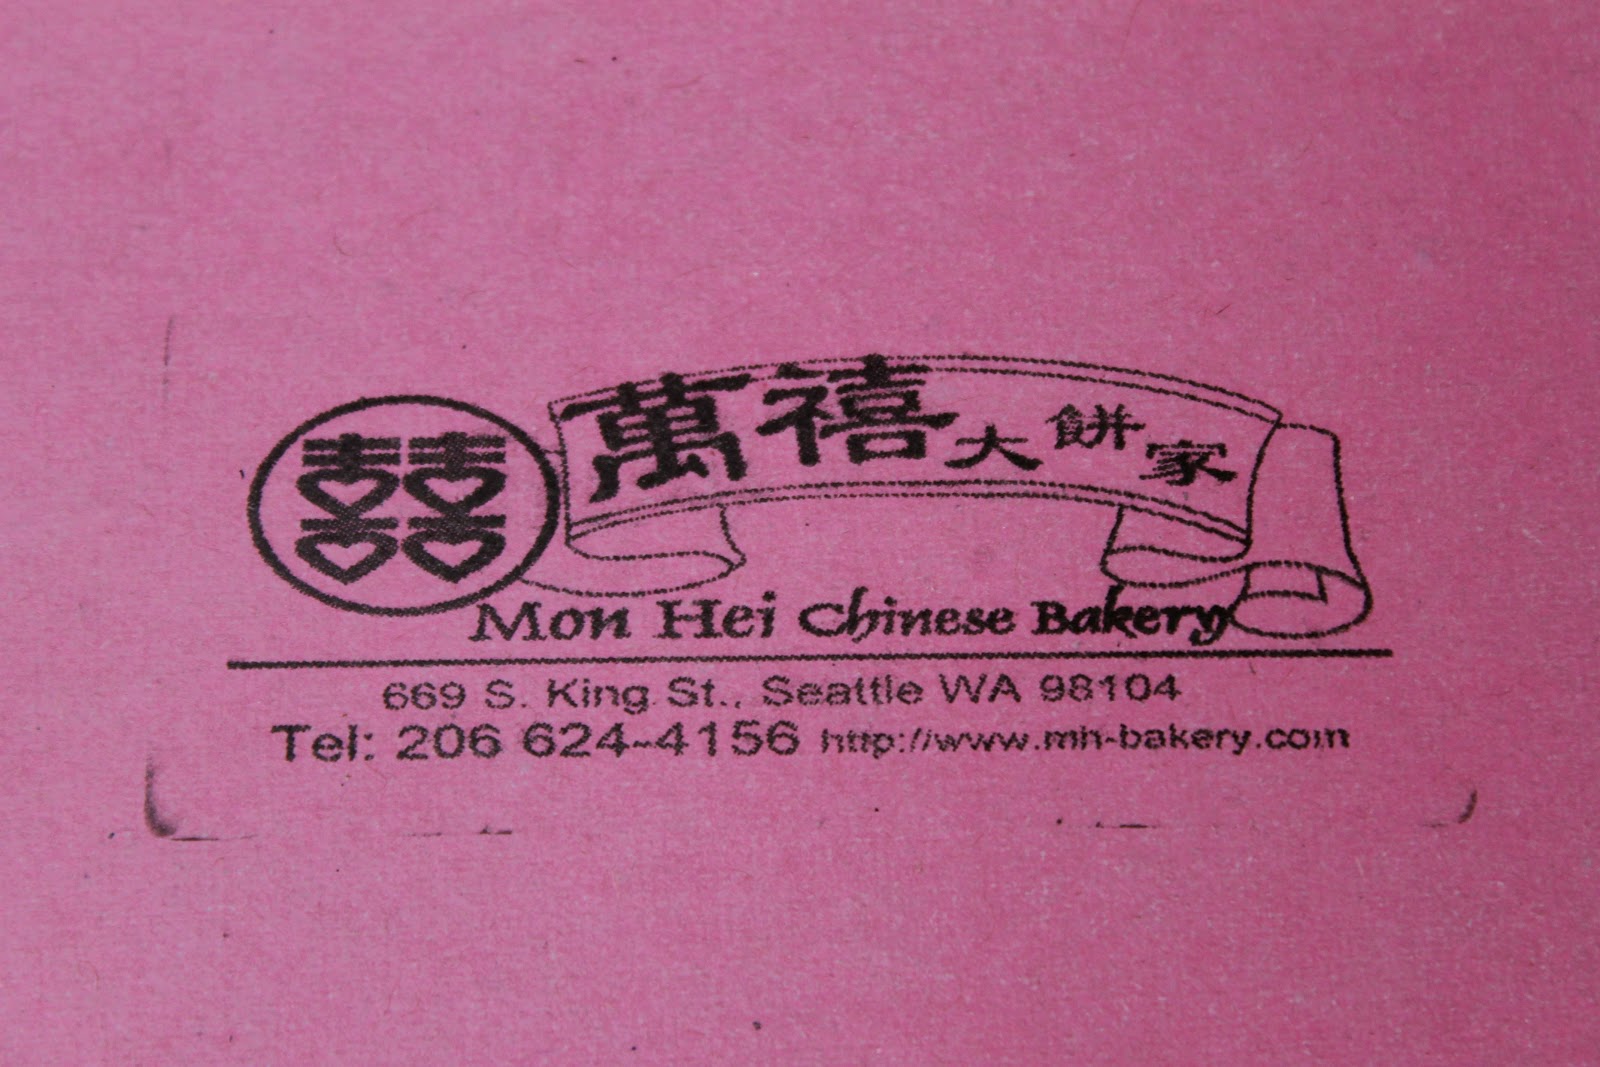 囍
萬禧大餅家
Mon Hei Chinese Bakery
669 S. King St., Seattle WA 98104
Tel: 206 624-4156 http://www.mh-bakery.com